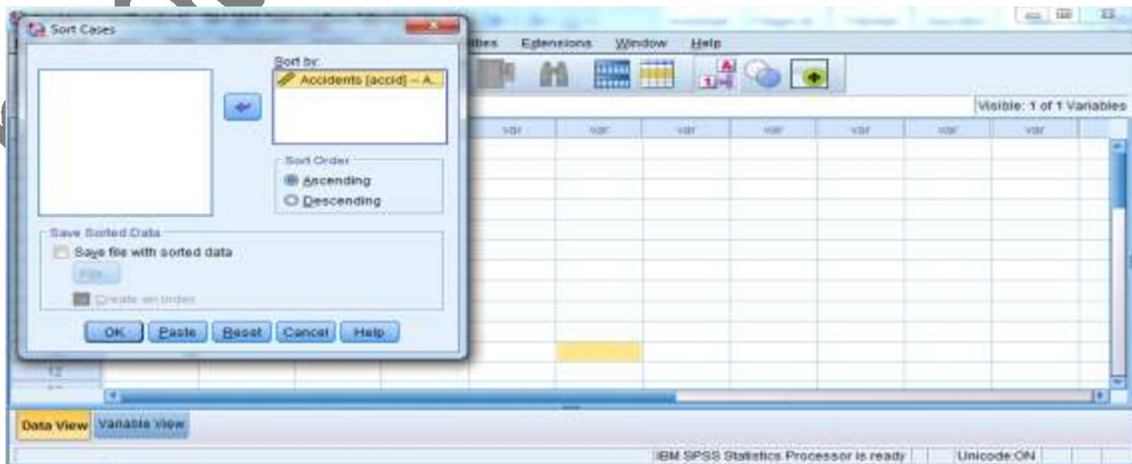 Sort Cases
Extensions Window Help
Visible: 1 of 1 Variables
Sort by:
Accidents [accid] – A...
var var var var var var var
Sort Order
Ascending
Descending
Save Sorted Data
Save file with sorted data
File...
Create an index
OK Paste Reset Cancel Help
12
Data View Variable View
IBM SPSS Statistics Processor is ready Unicode:ON